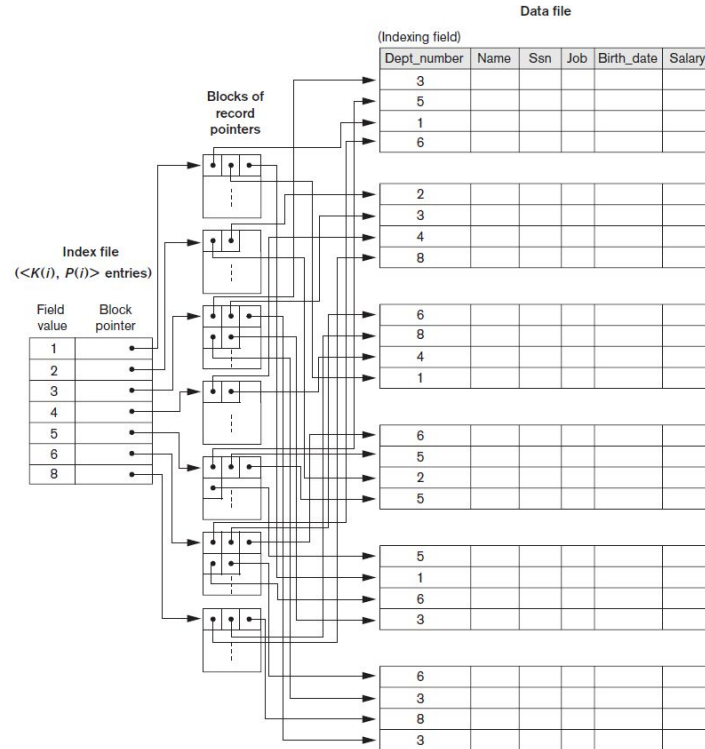 Data file
(Indexing field)
Dept_number Name Ssn Job Birth_date Salary
3
5
1
6
2
3
4
8
6
8
4
1
6
5
2
5
5
1
6
3
6
3
8
3
Blocks of
record
pointers
Index file
(<K(i), P(i)> entries)
Field
value
Block
pointer
1
2
3
4
5
6
8